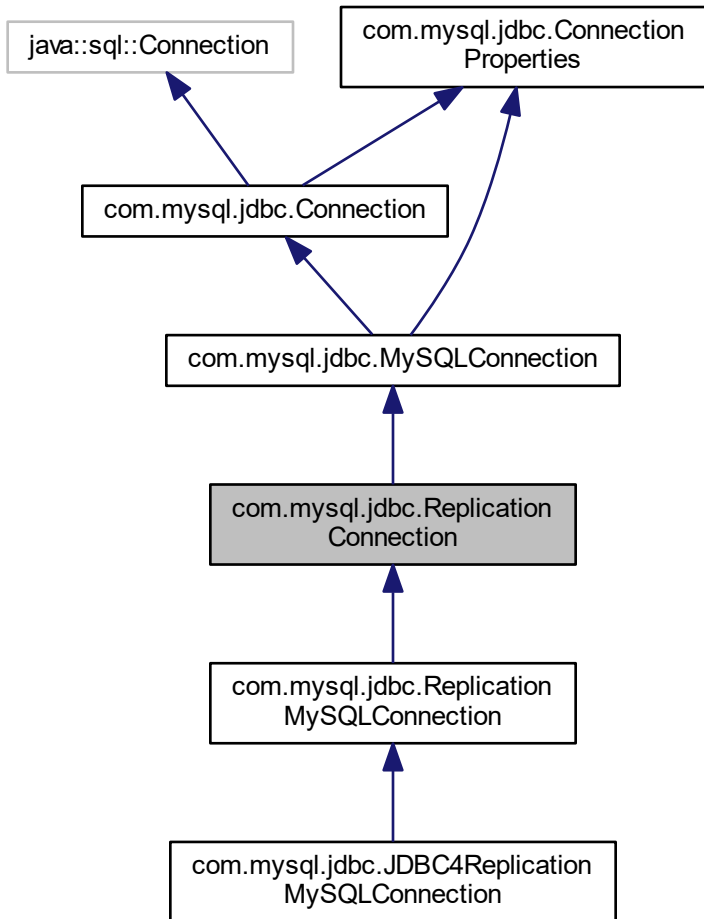 java::sql::Connection
com.mysql.jdbc.Connection
Properties
com.mysql.jdbc.Connection
com.mysql.jdbc.MySQLConnection
com.mysql.jdbc.Replication
Connection
com.mysql.jdbc.Replication
MySQLConnection
com.mysql.jdbc.JDBC4Replication
MySQLConnection